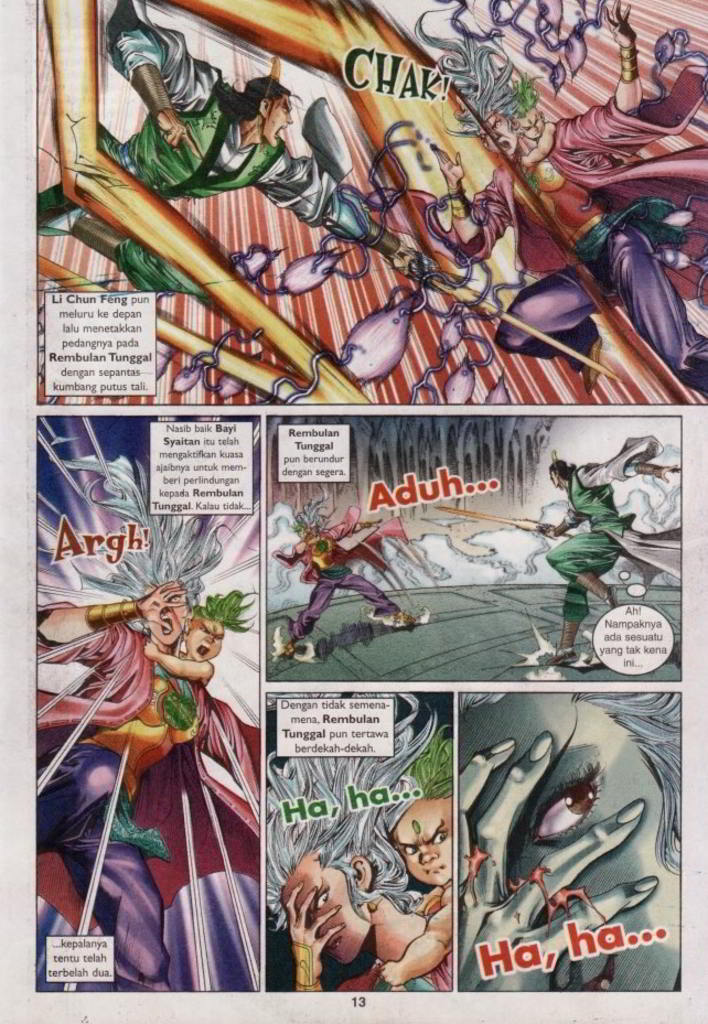 CHAK!
Li Chun Feng pun
meluru ke depan
lalu menetakkan
pedangnya pada
Rembulan Tunggal
dengan sepantas
kumbang putus tali.
Nasib baik Bayi
Syaitan itu telah
mengaktifkan kuasa
ajaibnya untuk mem-
beri perlindungan
kepada Rembulan
Tunggal. Kalau tidak...
Argh!
...kepalanya
tentu telah
terbelah dua.
Rembulan
Tunggal
pun berundur
dengan segera.
Aduh...
Ah!
Nampaknya
ada sesuatu
yang tak kena
ini...
Dengan tidak semena-
mena, Rembulan
Tunggal pun tertawa
berdekah-dekah.
Ha, ha...
Ha, ha...
13